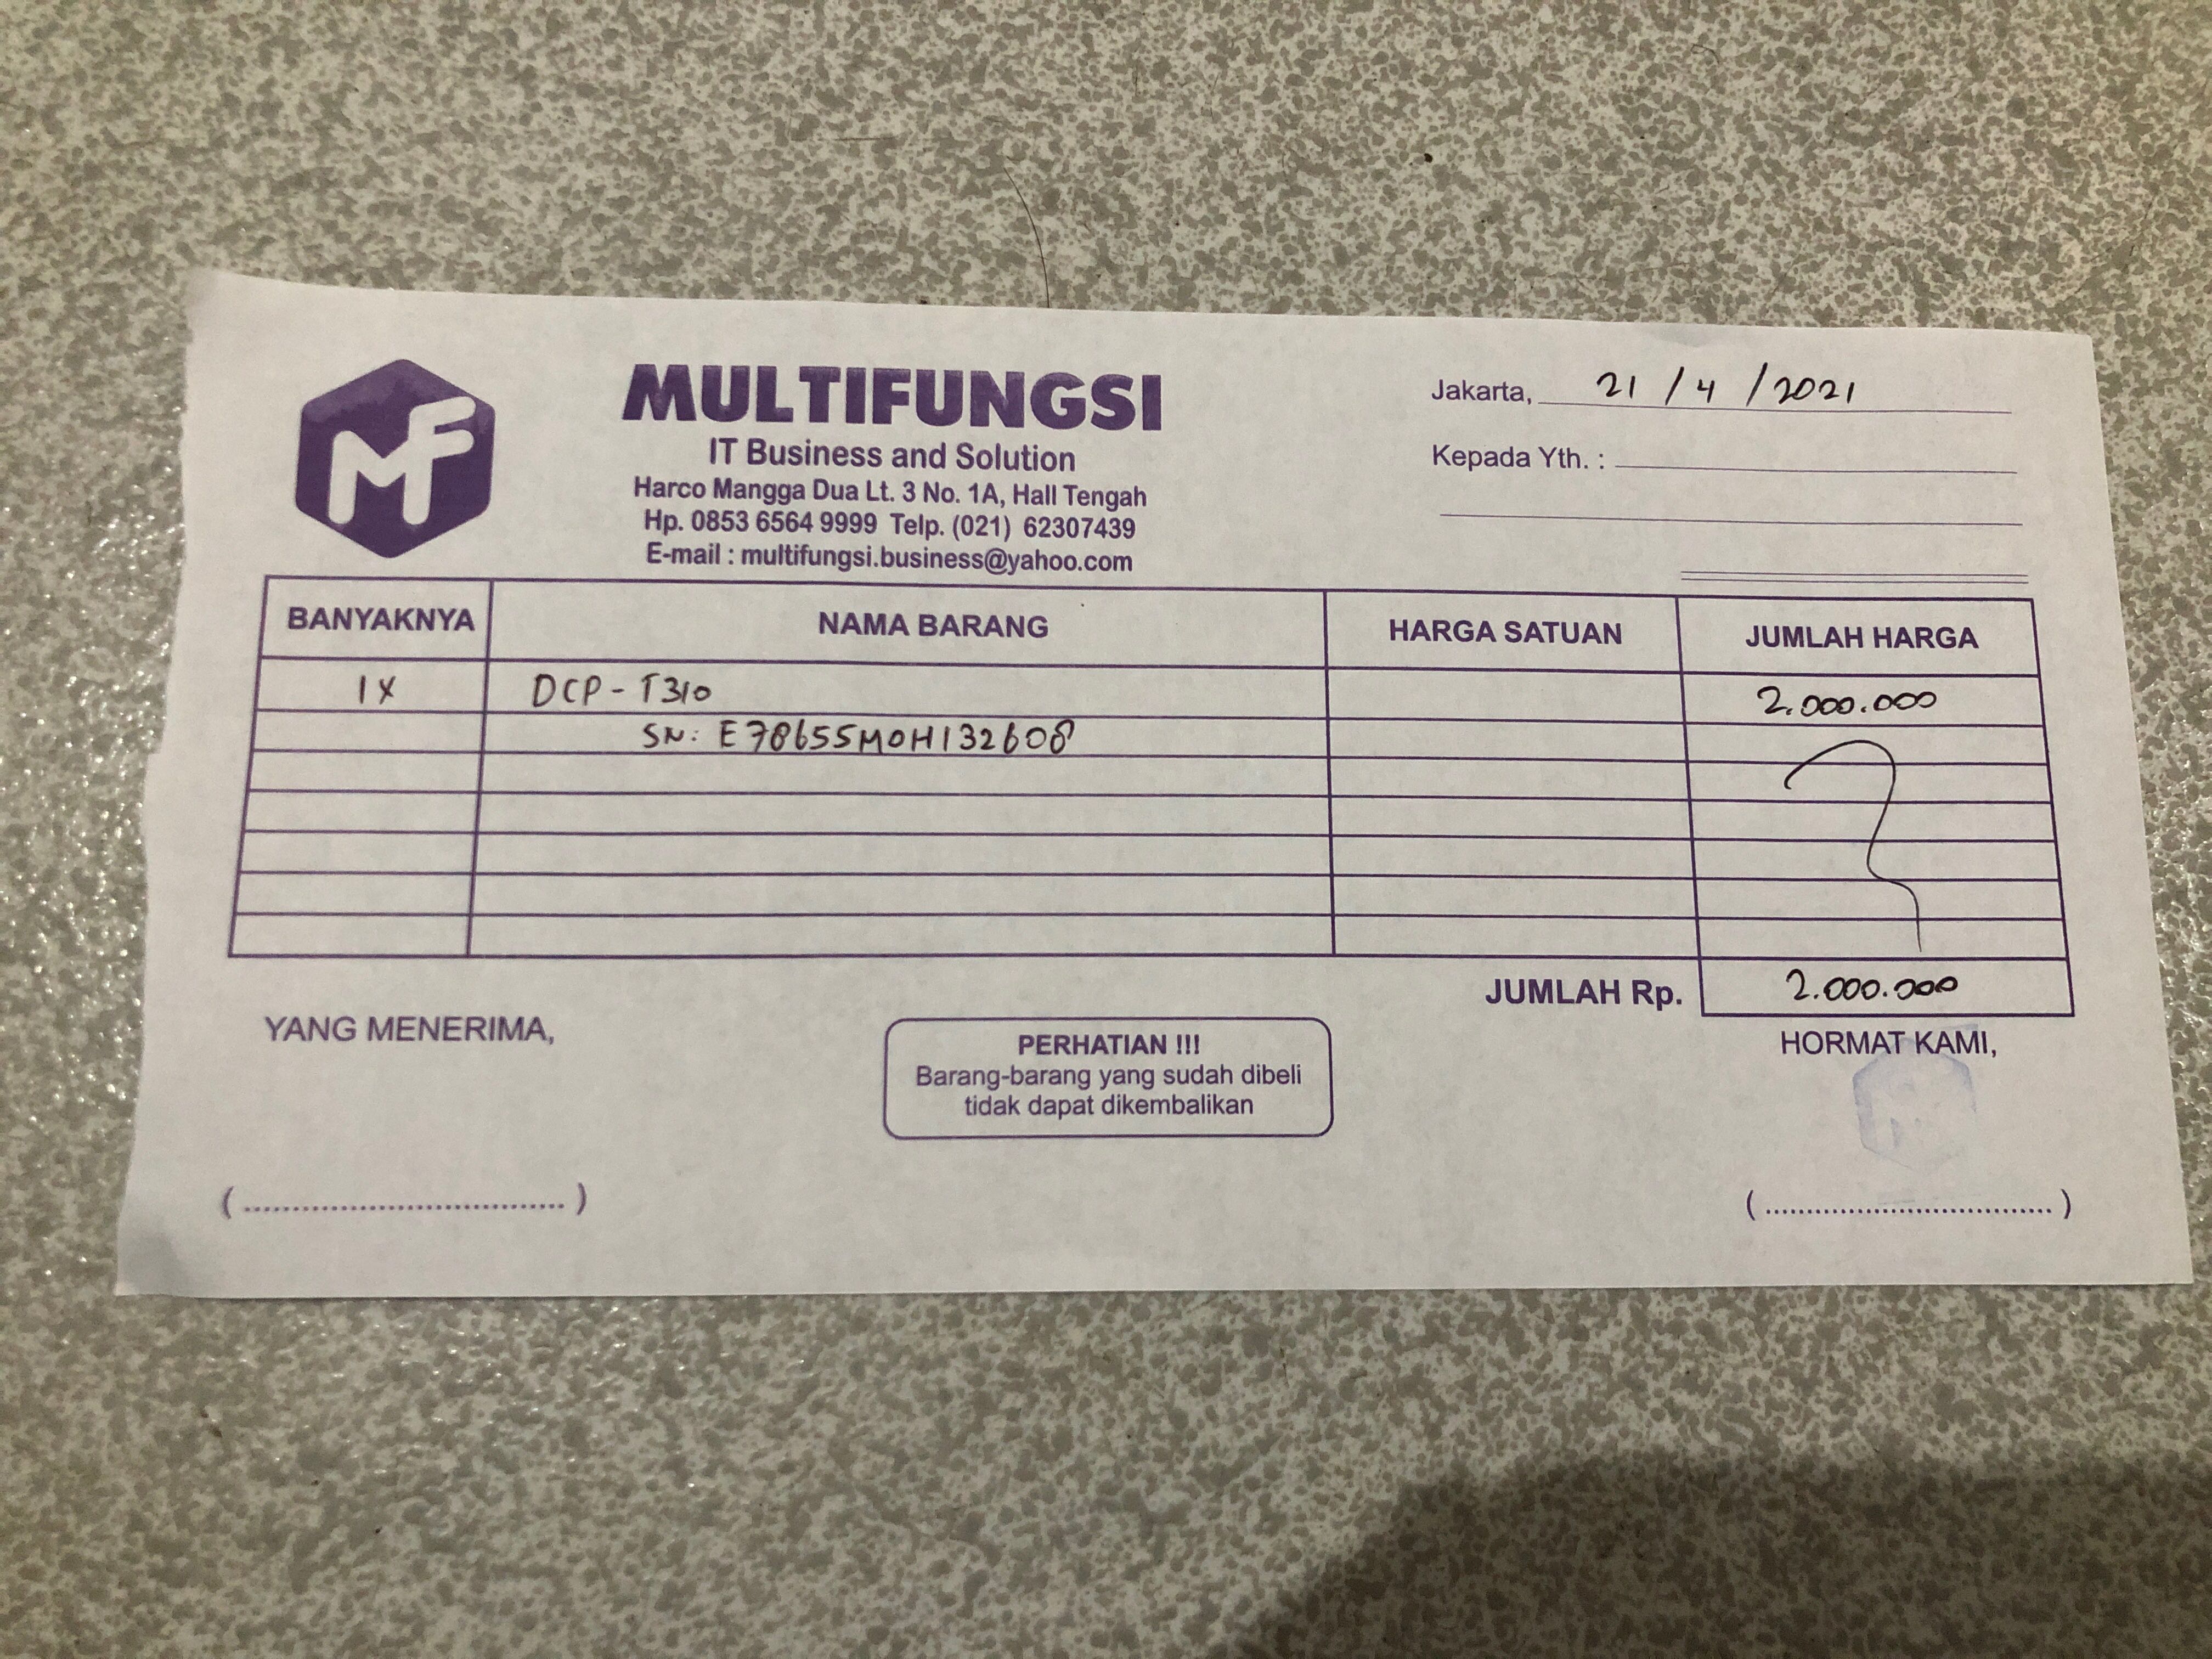 MF
MULTIFUNGSI
IT Business and Solution
Harco Mangga Dua Lt. 3 No. 1A, Hall Tengah
Hp. 0853 6564 9999 Telp. (021) 62307439
E-mail : multifungsi.business@yahoo.com
Jakarta, 21 / 4 / 2021
Kepada Yth. :
BANYAKNYA NAMA BARANG HARGA SATUAN JUMLAH HARGA
1X DCP-T310 2.000.000
SN: E78655M0H132608
JUMLAH Rp. 2.000.000
YANG MENERIMA,
PERHATIAN !!!
Barang-barang yang sudah dibeli
tidak dapat dikembalikan
HORMAT KAMI,
(....................................)
(....................................)